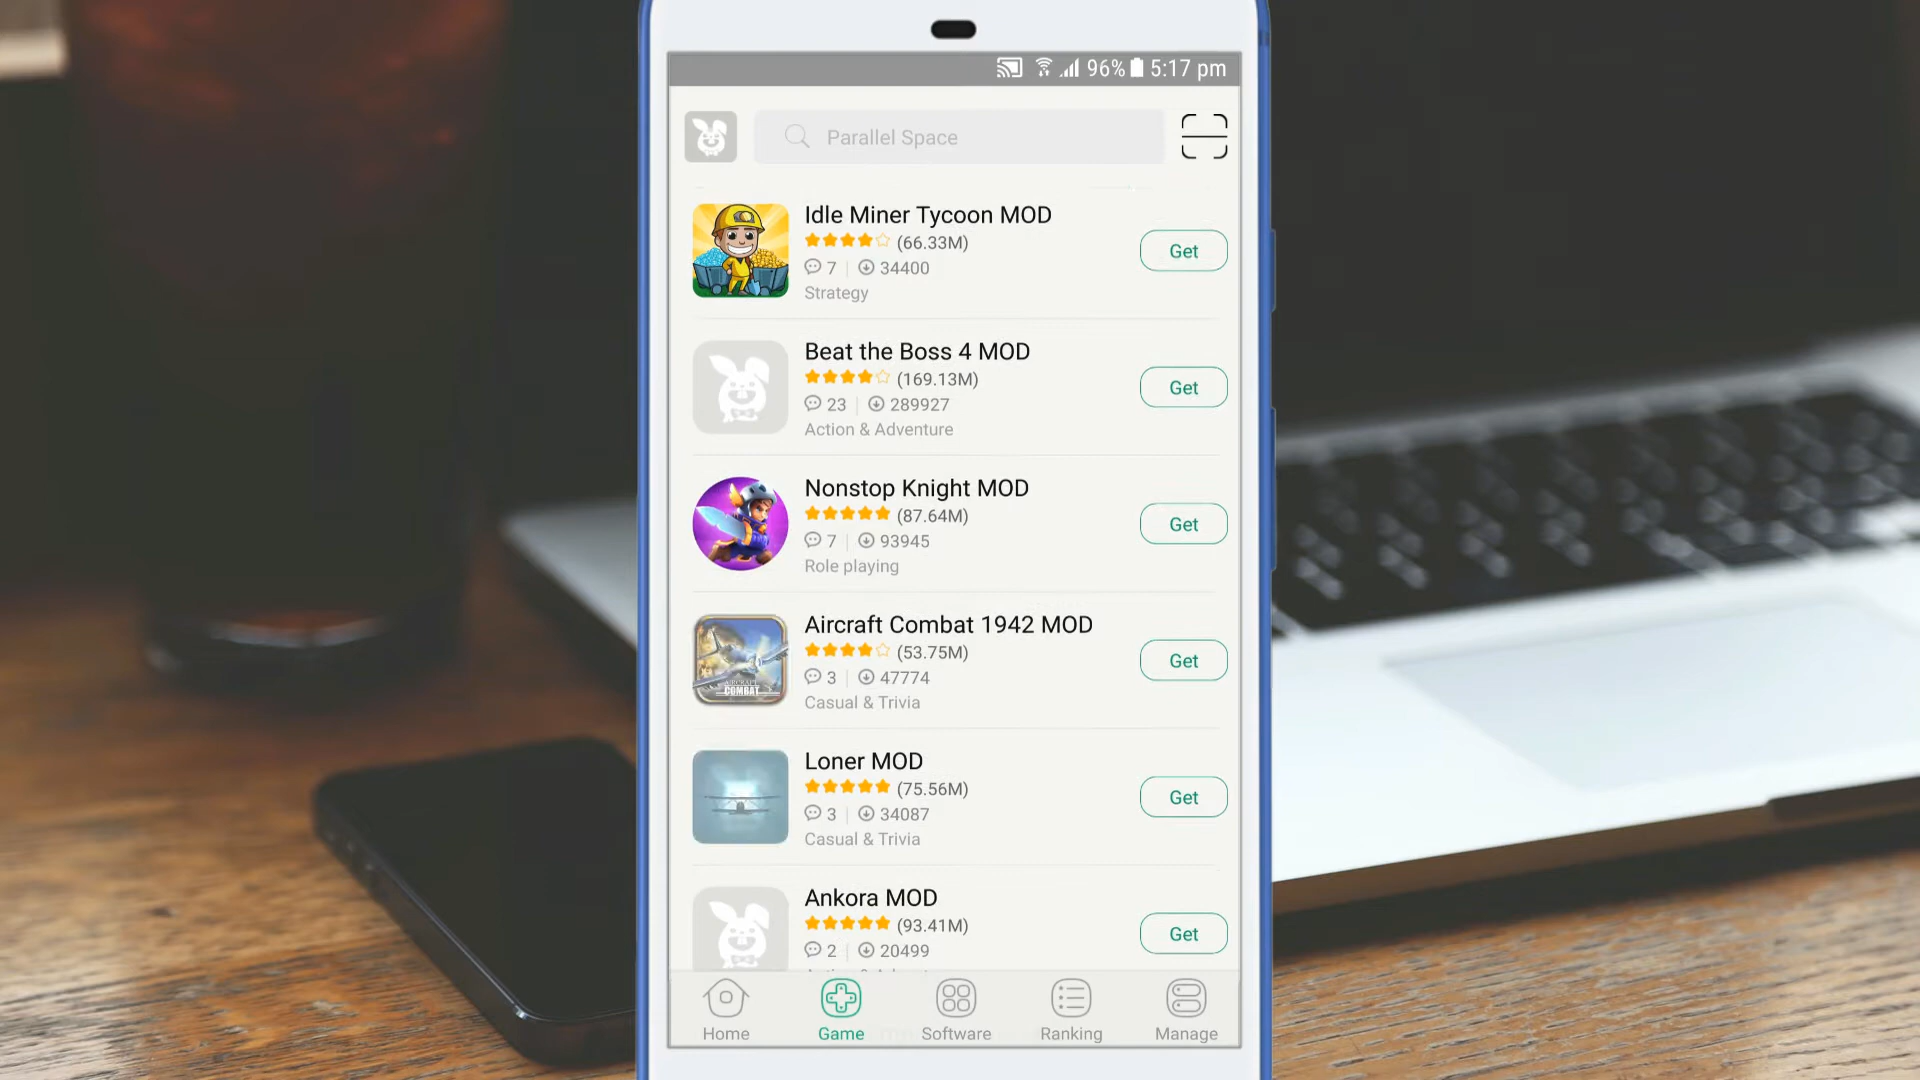 96% 5:17 pm
Parallel Space
Idle Miner Tycoon MOD
(66.33M)
7 | 34400
Strategy
Get
Beat the Boss 4 MOD
(169.13M)
23 | 289927
Action & Adventure
Get
Nonstop Knight MOD
(87.64M)
7 | 93945
Role playing
Get
Aircraft Combat 1942 MOD
(53.75M)
3 | 47774
Casual & Trivia
Get
AIRCRAFT
COMBAT
Loner MOD
(75.56M)
3 | 34087
Casual & Trivia
Get
Ankora MOD
(93.41M)
2 | 20499
Get
Home Game Software Ranking Manage